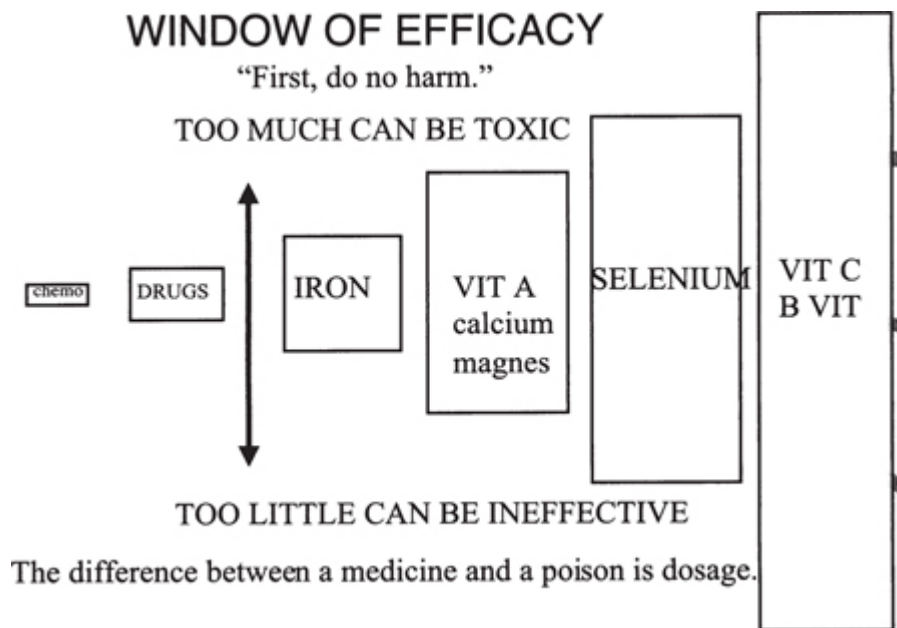 WINDOW OF EFFICACY
“First, do no harm.”
TOO MUCH CAN BE TOXIC
chemo
DRUGS
IRON
VIT A
calcium
magnes
SELENIUM
VIT C
B VIT
TOO LITTLE CAN BE INEFFECTIVE
The difference between a medicine and a poison is dosage.